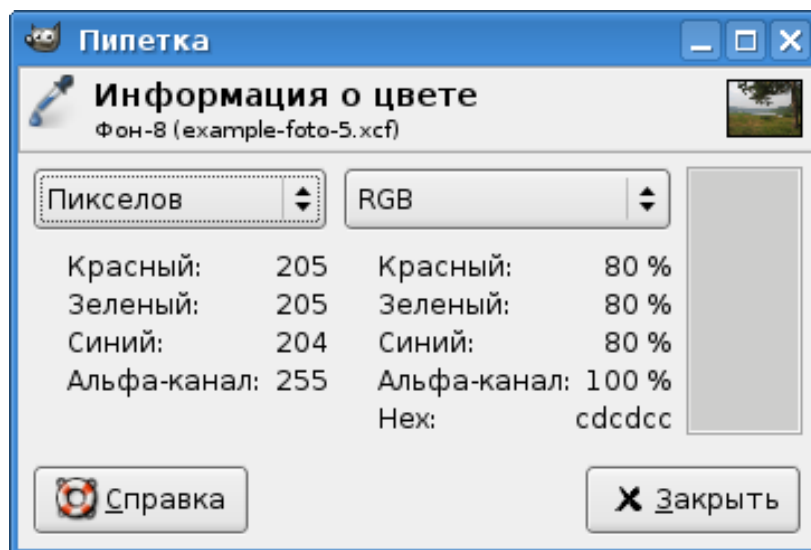 Пипетка
Информация о цвете
Фон-8 (example-foto-5.xcf)
Пикселов RGB
Красный: 205 Красный: 80 %
Зеленый: 205 Зеленый: 80 %
Синий: 204 Синий: 80 %
Альфа-канал: 255 Альфа-канал: 100 %
Hex: cdcdcc
Справка Закрыть